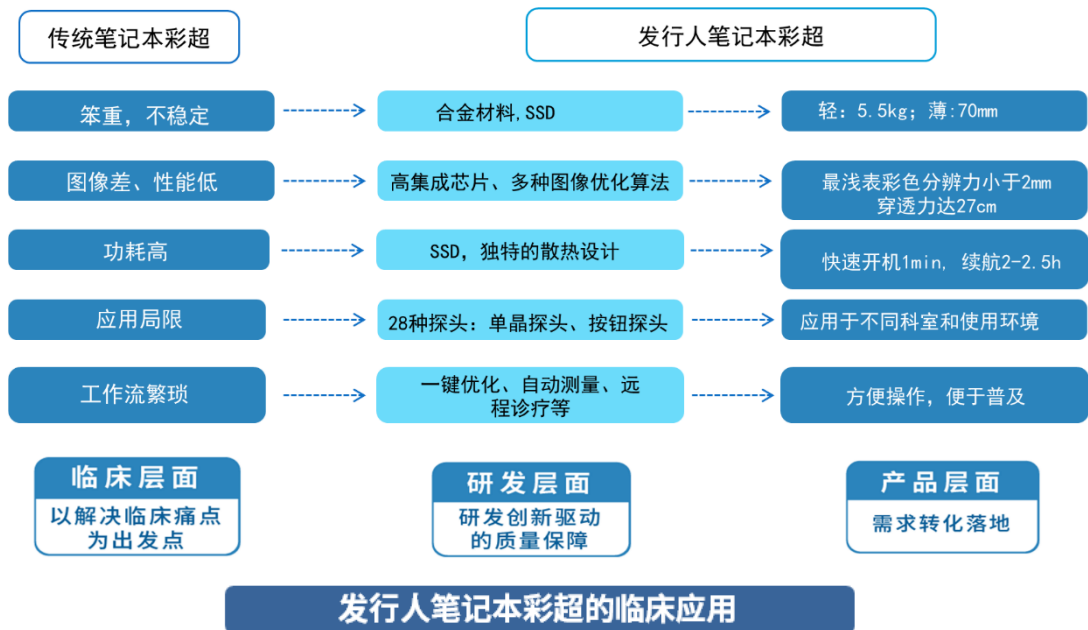 传统笔记本彩超
发行人笔记本彩超
笨重，不稳定
合金材料,SSD
轻：5.5kg；薄:70mm
图像差、性能低
高集成芯片、多种图像优化算法
最浅表彩色分辨力小于2mm
穿透力达27cm
功耗高
SSD，独特的散热设计
快速开机1min, 续航2-2.5h
应用局限
28种探头：单晶探头、按钮探头
应用于不同科室和使用环境
工作流繁琐
一键优化、自动测量、远
程诊疗等
方便操作，便于普及
临床层面
以解决临床痛点
为出发点
研发层面
研发创新驱动
的质量保障
产品层面
需求转化落地
发行人笔记本彩超的临床应用